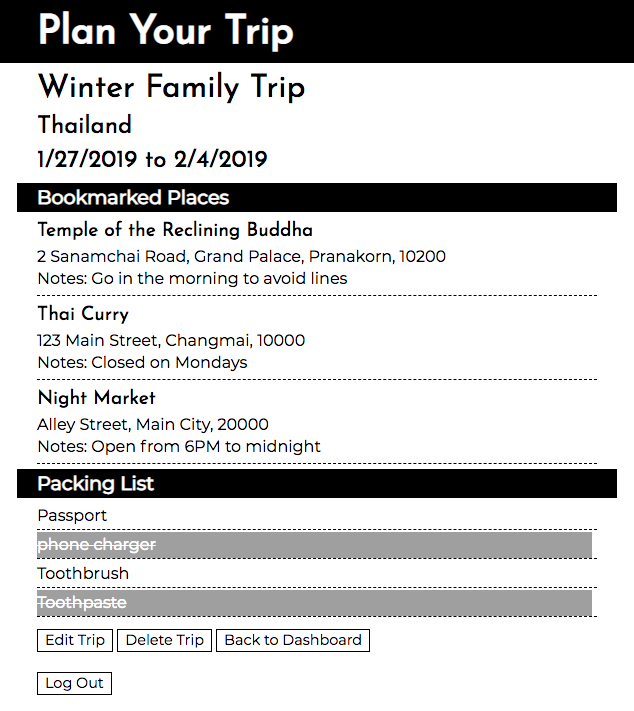 Plan Your Trip
Winter Family Trip
Thailand
1/27/2019 to 2/4/2019
Bookmarked Places
Temple of the Reclining Buddha
2 Sanamchai Road, Grand Palace, Pranakorn, 10200
Notes: Go in the morning to avoid lines
Thai Curry
123 Main Street, Changmai, 10000
Notes: Closed on Mondays
Night Market
Alley Street, Main City, 20000
Notes: Open from 6PM to midnight
Packing List
Passport
phone charger
Toothbrush
Toothpaste
Edit Trip Delete Trip Back to Dashboard
Log Out